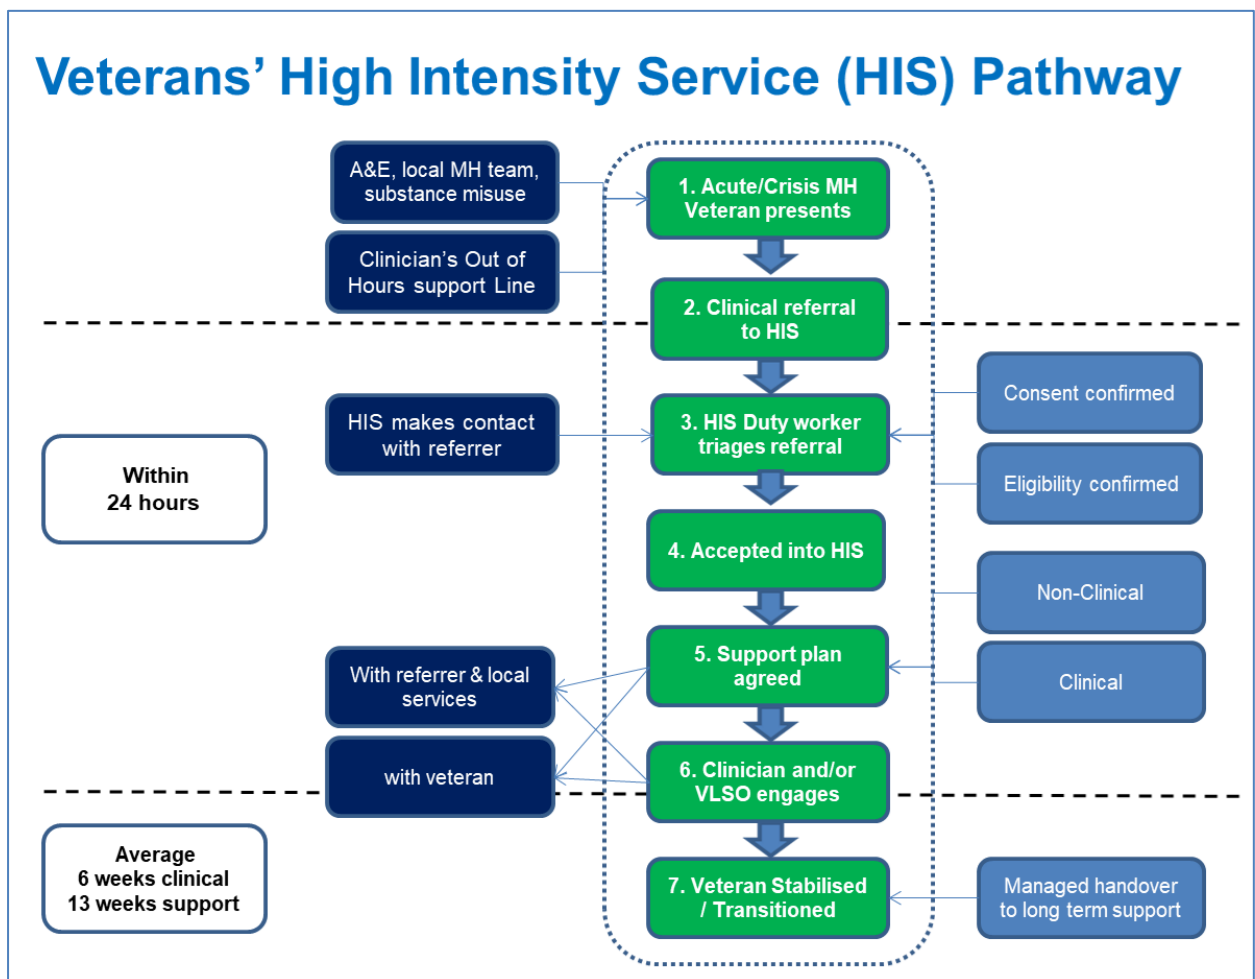 Veterans’ High Intensity Service (HIS) Pathway
A&E, local MH team,
substance misuse
1. Acute/Crisis MH
Veteran presents
Clinician’s Out of
Hours support Line
2. Clinical referral
to HIS
Consent confirmed
HIS makes contact
with referrer
3. HIS Duty worker
triages referral
Within
24 hours
Eligibility confirmed
4. Accepted into HIS
Non-Clinical
With referrer & local
services
5. Support plan
agreed
Clinical
with veteran
6. Clinician and/or
VLSO engages
Average
6 weeks clinical
13 weeks support
7. Veteran Stabilised
/ Transitioned
Managed handover
to long term support